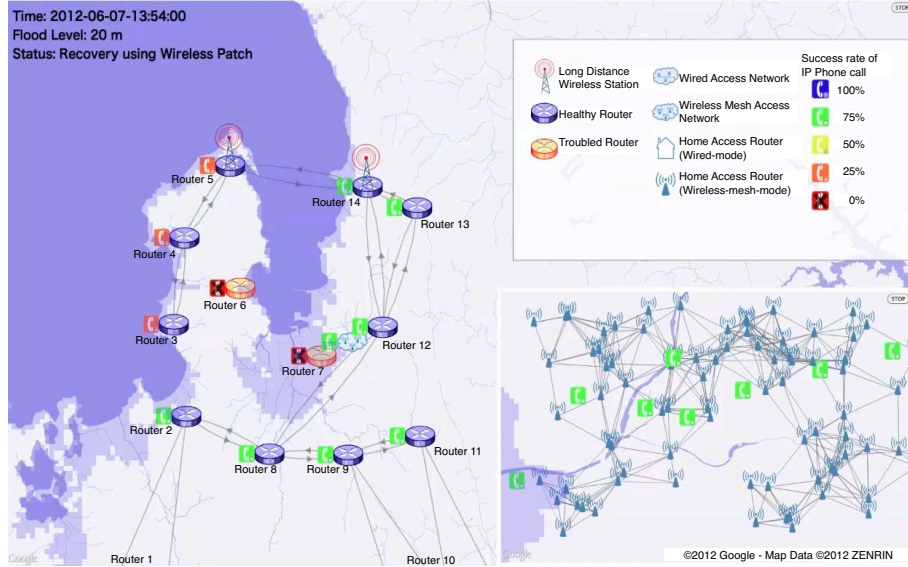 Time: 2012-06-07-13:54:00
Flood Level: 20 m
Status: Recovery using Wireless Patch
STOP
Long Distance
Wireless Station
Healthy Router
Troubled Router
Wired Access Network
Wireless Mesh Access
Network
Home Access Router
(Wired-mode)
Home Access Router
(Wireless-mesh-mode)
Success rate of
IP Phone call
100%
75%
50%
25%
0%
Router 5
Router 14
Router 13
Router 4
Router 6
Router 3
Router 12
Router 7
Router 2
Router 8
Router 9
Router 11
Router 1
Router 10
Google
STOP
Google
©2012 Google - Map Data ©2012 ZENRIN